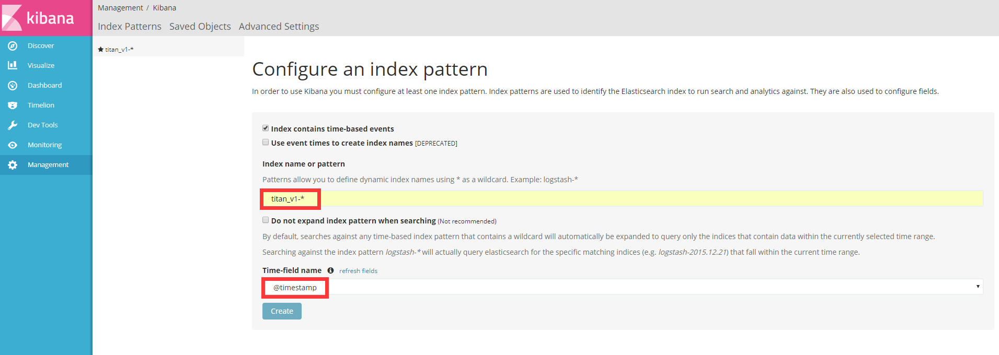 kibana
Management / Kibana
Index Patterns Saved Objects Advanced Settings
Discover
Visualize
Dashboard
Timelion
Dev Tools
Monitoring
Management
titan_v1-*
Configure an index pattern
In order to use Kibana you must configure at least one index pattern. Index patterns are used to identify the Elasticsearch index to run search and analytics against. They are also used to configure fields.
Index contains time-based events
Use event times to create index names [DEPRECATED]
Index name or pattern
Patterns allow you to define dynamic index names using * as a wildcard. Example: logstash-*
titan_v1-*
Do not expand index pattern when searching (Not recommended)
By default, searches against any time-based index pattern that contains a wildcard will automatically be expanded to query only the indices that contain data within the currently selected time range.
Searching against the index pattern logstash-* will actually query elasticsearch for the specific matching indices (e.g. logstash-2015.12.21) that fall within the current time range.
Time-field name refresh fields
@timestamp
Create